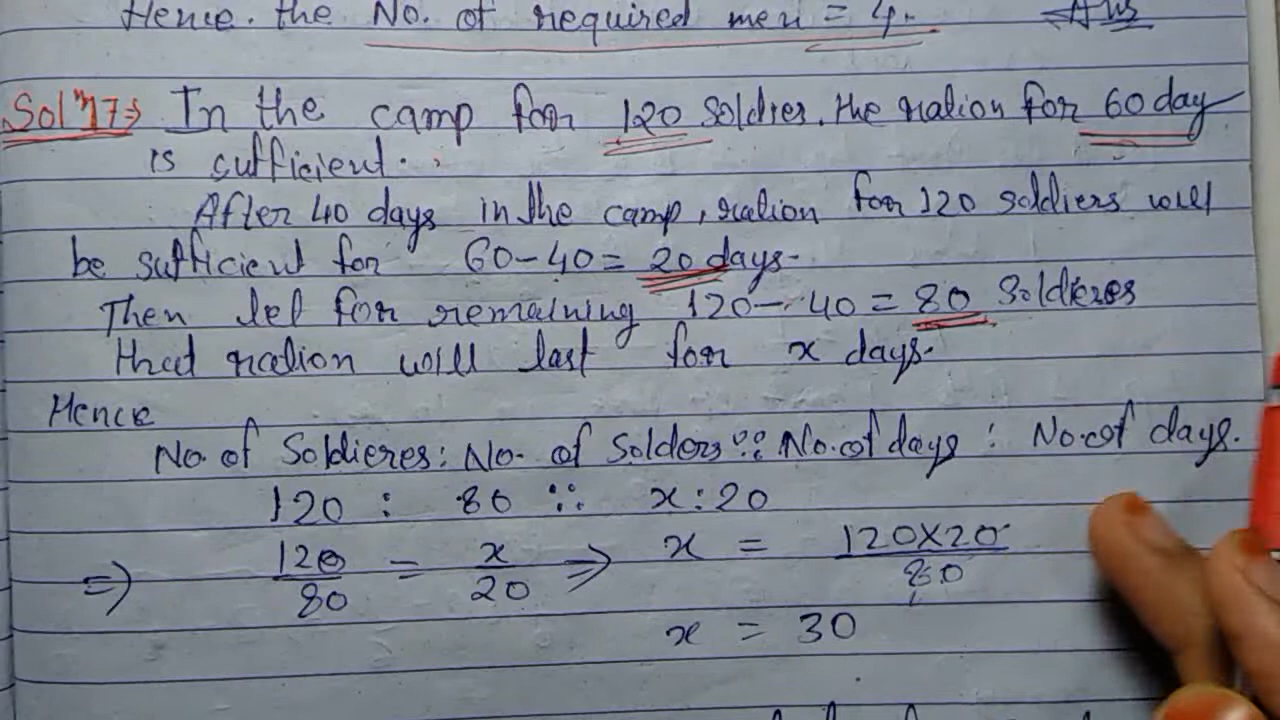 Hence. the No. of required men = 4. Ans
Solⁿ17⇒ In the camp for 120 soldies. the ration for 60 day
is sufficient.
After 40 days in the camp, ration for 120 soldiers will
be sufficient for 60-40= 20 days.
Then let for remaining 120-40=80 Soldieres
that ration will last for x days.
Hence
No. of Soldieres: No. of Solders :: No. of days : No. of days.
120 : 80 :: x:20
⇒ 120/80 = x/20 ⇒ x = 120×20/80
x = 30